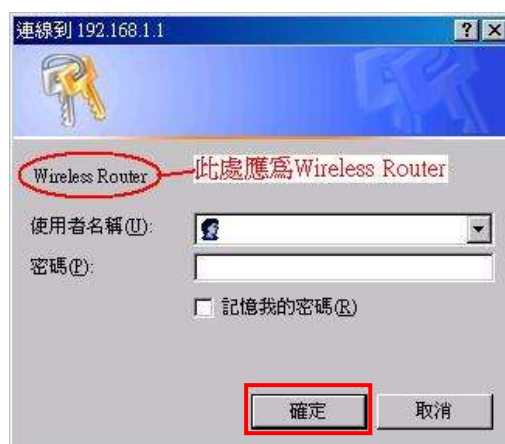 連線到 192.168.1.1
Wireless Router 此處應為Wireless Router
使用者名稱(U):
密碼(P):
記憶我的密碼(R)
確定 取消